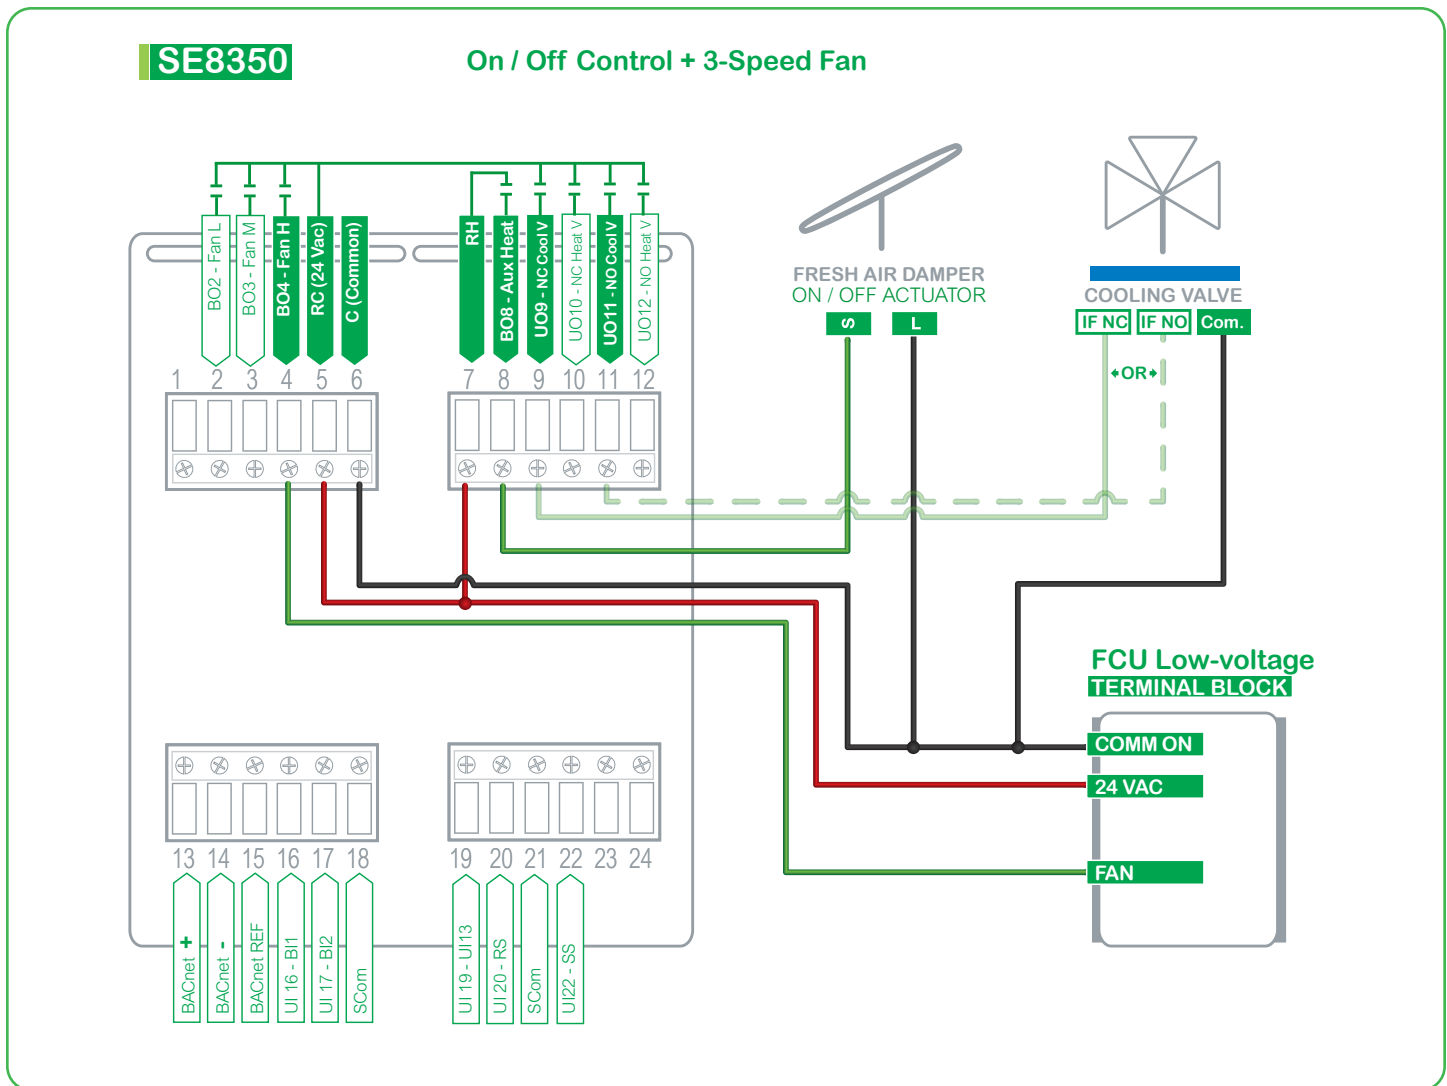 SE8350
On / Off Control + 3-Speed Fan
BO2 - Fan L
BO3 - Fan M
BO4 - Fan H
RC (24 Vac)
C (Common)
RH
BO8 - Aux Heat
UO9 - NC Cool V
UO10 - NC Heat V
UO11 - NO Cool V
UO12 - NO Heat V
1 2 3 4 5 6
7 8 9 10 11 12
FRESH AIR DAMPER
ON / OFF ACTUATOR
S L
COOLING VALVE
IF NC IF NO Com.
OR
FCU Low-voltage
TERMINAL BLOCK
COMM ON
24 VAC
FAN
13 14 15 16 17 18
19 20 21 22 23 24
BACnet +
BACnet -
BACnet REF
UI 16 - BI1
UI 17 - BI2
SCom
UI 19 - UI13
UI 20 - RS
SCom
UI22 - SS